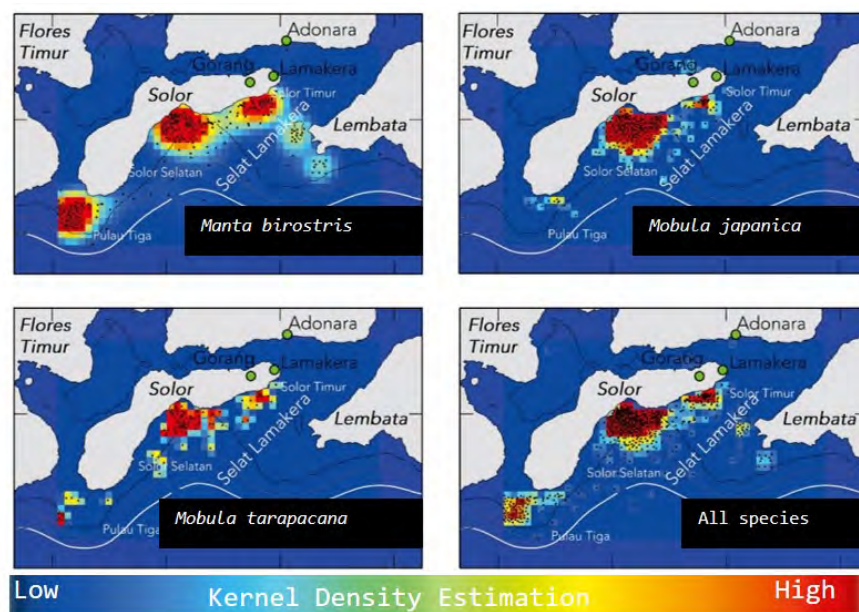 Flores
Timur
Adonara
Gorang
Lamakera
Solor
Solor Timur
Lembata
Selat Lamakera
Solor Selatan
Pulau Tiga
Manta birostris
Flores
Timur
Adonara
Gorang
Lamakera
Solor
Solor Timur
Lembata
Selat Lamakera
Solor Selatan
Pulau Tiga
Mobula japanica
Flores
Timur
Adonara
Gorang
Lamakera
Solor
Solor Timur
Lembata
Selat Lamakera
Solor Selatan
Pulau Tiga
Mobula tarapacana
Flores
Timur
Adonara
Gorang
Lamakera
Solor
Solor Timur
Lembata
Selat Lamakera
Solor Selatan
Pulau Tiga
All species
Low
Kernel Density Estimation
High